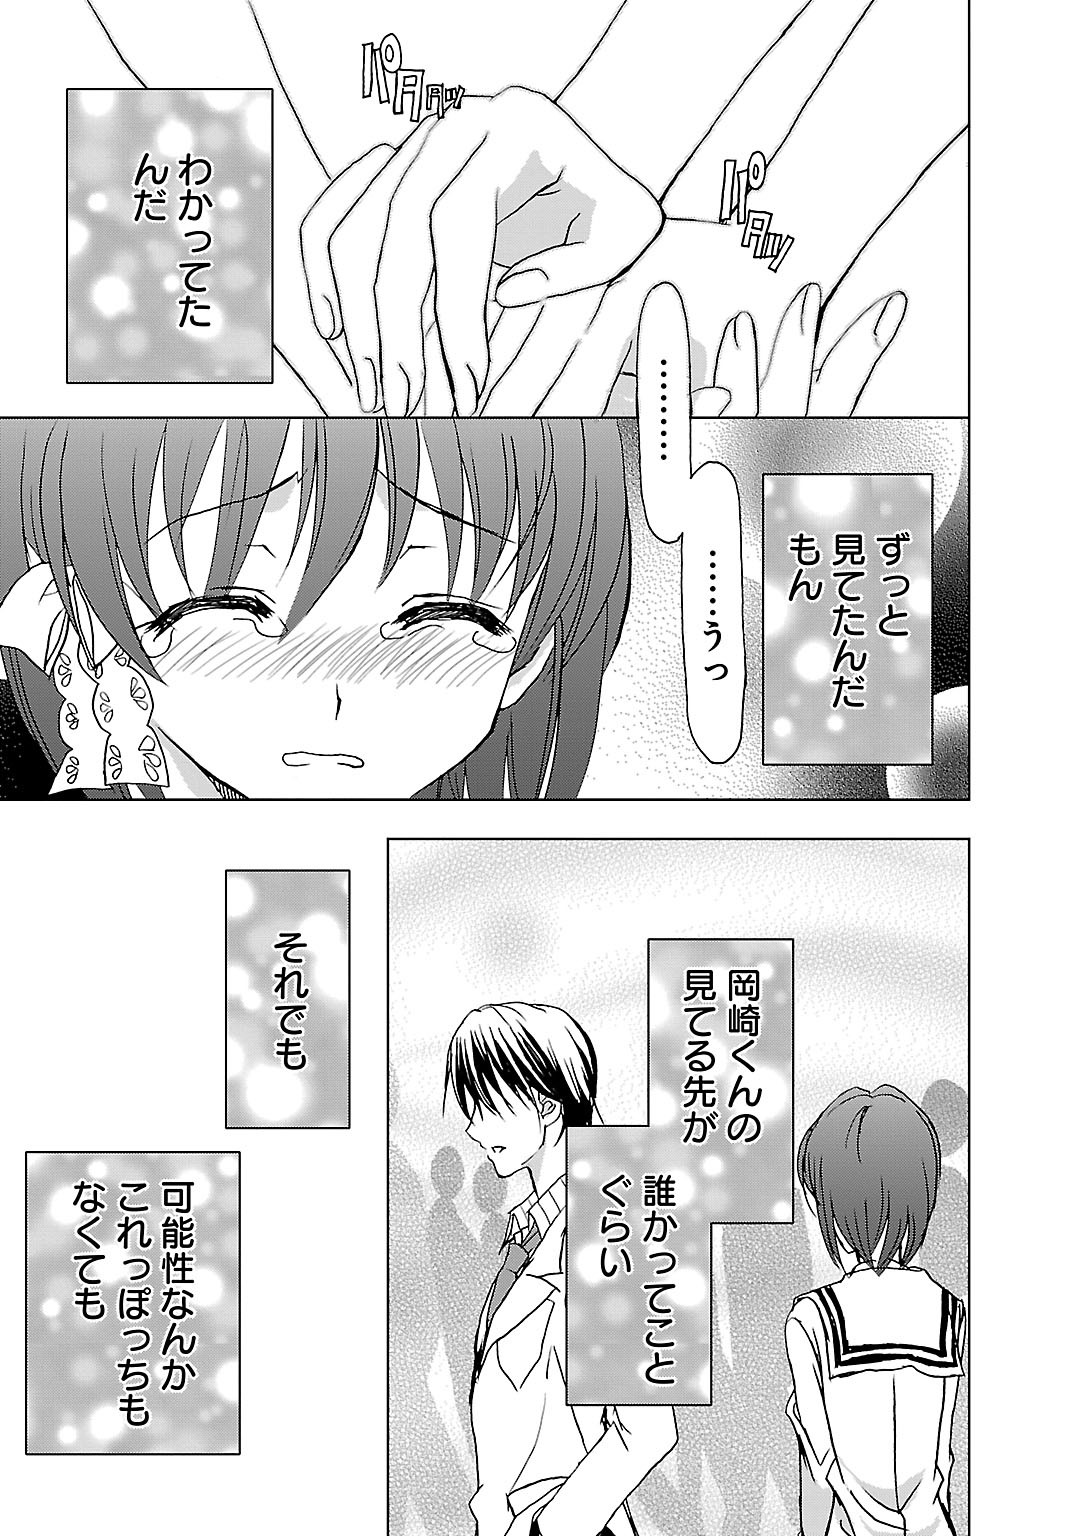 パタタッ
パタッ
わかってた
んだ
………
……うっ
ずっと
見てたんだ
もん
岡崎くんの
見てる先が
誰かってこと
ぐらい
それでも
可能性なんか
これっぽっちも
なくても